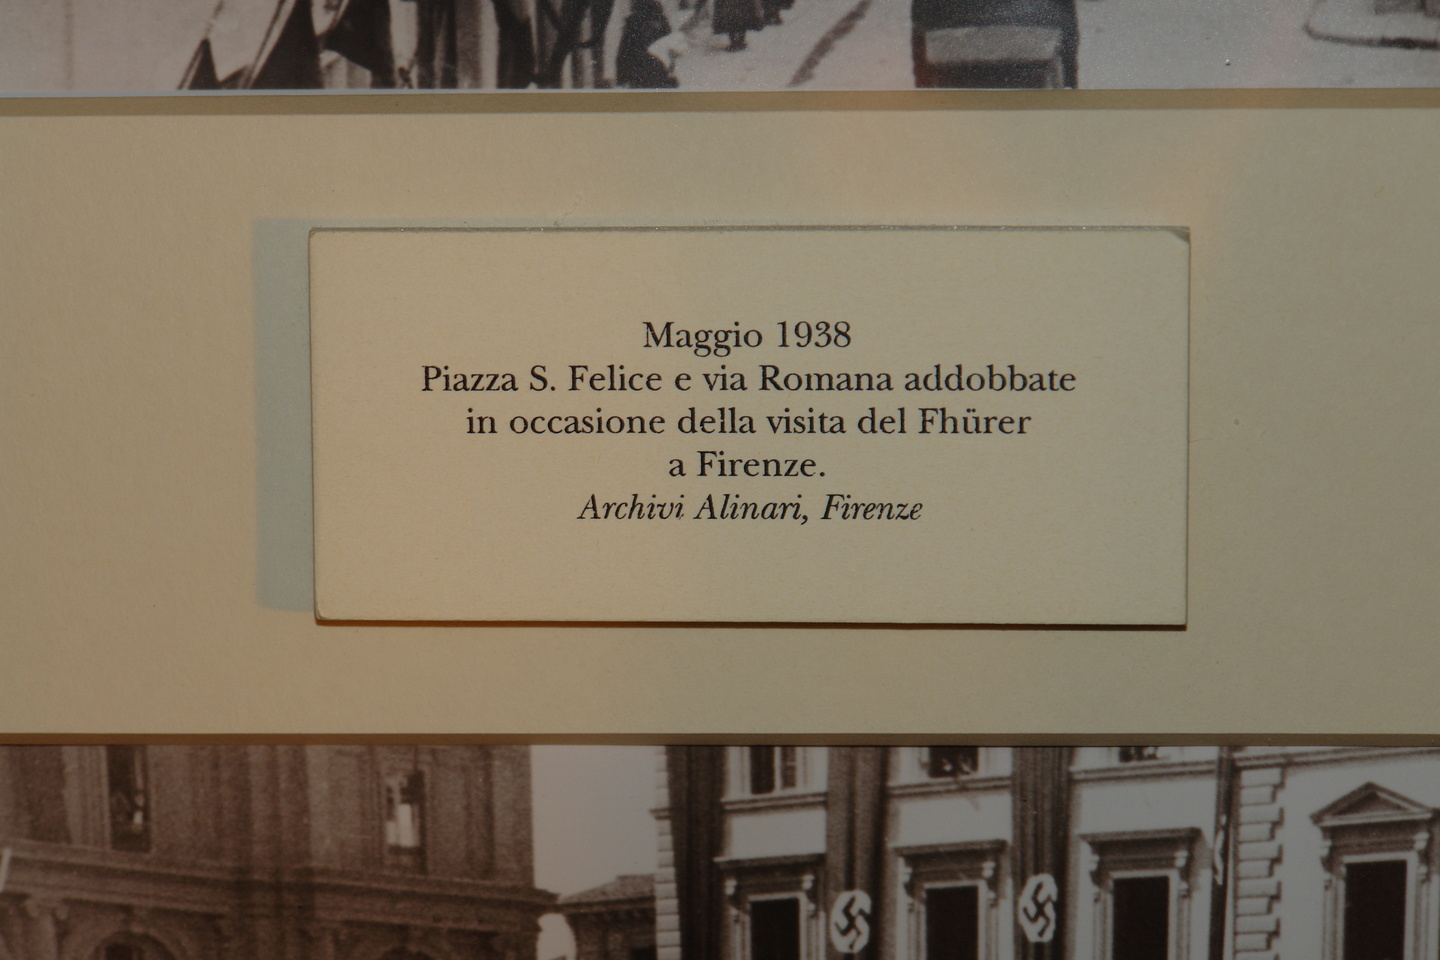 Maggio 1938
Piazza S. Felice e via Romana addobbate
in occasione della visita del Fhürer
a Firenze.
Archivi Alinari, Firenze